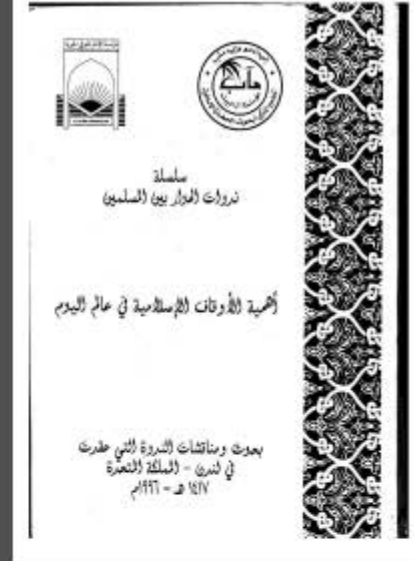 مآب
سلسلة
ندوات الحوار بين المسلمين
أهمية الأوقاف الإسلامية في عالم اليوم
بحوث ومناقشات الندوة التي عقدت
في لندن - المملكة المتحدة
١٤١٧ هـ - ١٩٩٦م